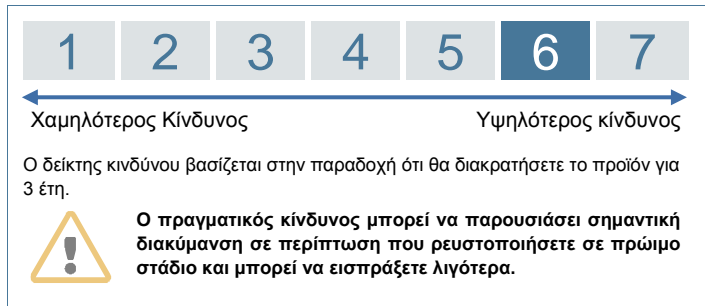 1 2 3 4 5 6 7
Χαμηλότερος Κίνδυνος Υψηλότερος κίνδυνος
Ο δείκτης κινδύνου βασίζεται στην παραδοχή ότι θα διακρατήσετε το προϊόν για
3 έτη.
Ο πραγματικός κίνδυνος μπορεί να παρουσιάσει σημαντική
διακύμανση σε περίπτωση που ρευστοποιήσετε σε πρώιμο
στάδιο και μπορεί να εισπράξετε λιγότερα.